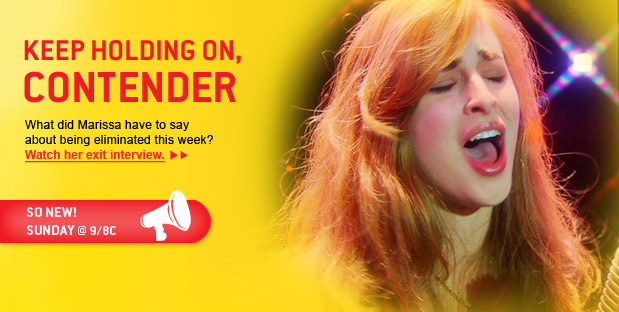 KEEP HOLDING ON,
CONTENDER
What did Marissa have to say
about being eliminated this week?
Watch her exit interview.
SO NEW!
SUNDAY @ 9/8C